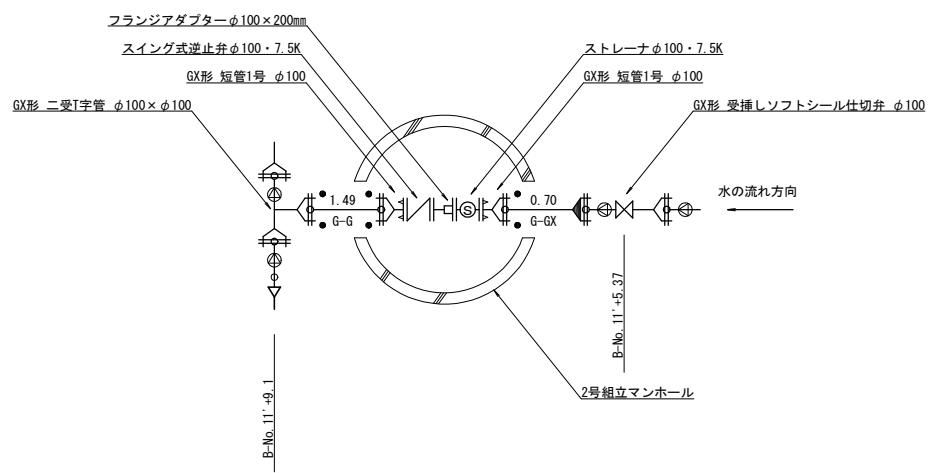 フランジアダプターφ100×200mm
スイング式逆止弁φ100・7.5K
ストレーナφ100・7.5K
GX形 短管1号 φ100
GX形 短管1号 φ100
GX形 二受T字管 φ100×φ100
GX形 受挿しソフトシール仕切弁 φ100
水の流れ方向
1.49
G-G
S
0.70
G-GX
B-No.11'+5.37
2号組立マンホール
B-No.11'+9.1